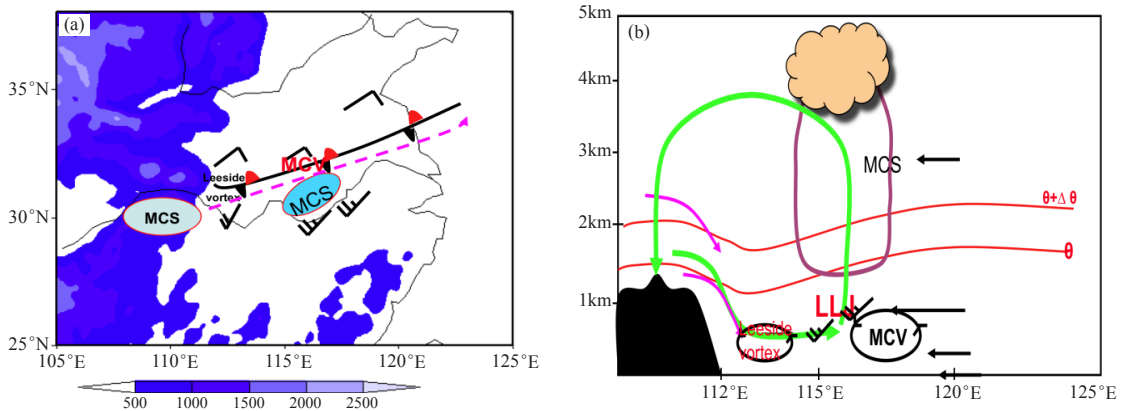 (a)
35°N
30°N
25°N
105°E
110°E
115°E
120°E
125°E
Leeside
vortex
MCV
MCS
MCS
500
1000
1500
2000
2500
(b)
5km
4km
3km
2km
1km
MCS
θ+Δ θ
θ
LLJ
Leeside
vortex
MCV
112°E
115°E
120°E
125°E